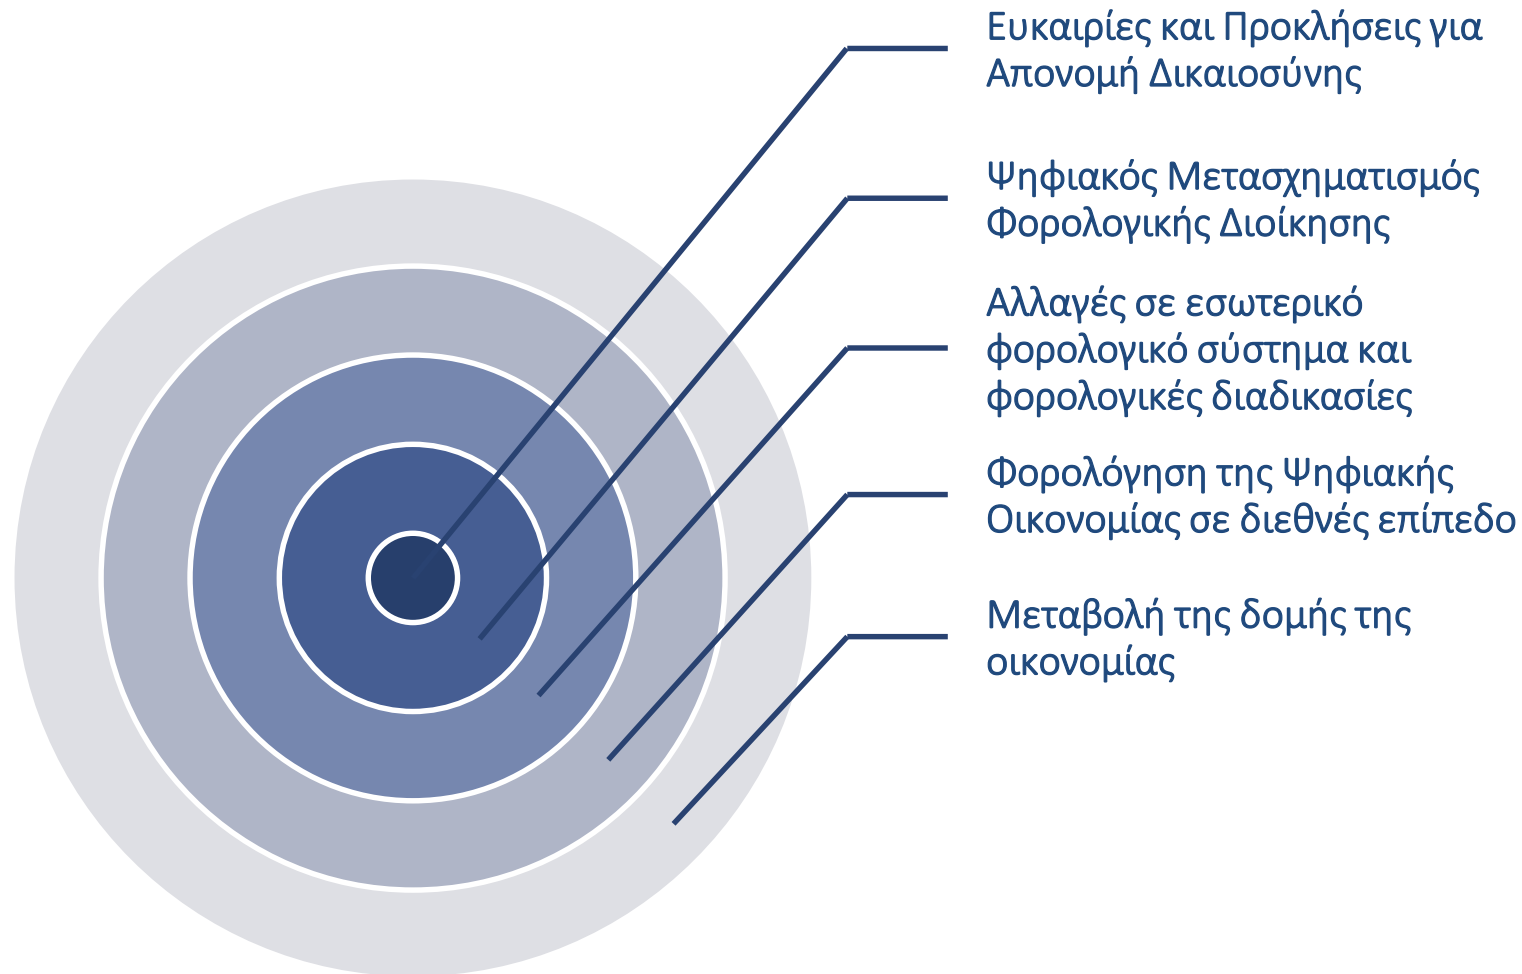 Ευκαιρίες και Προκλήσεις για
Απονομή Δικαιοσύνης
Ψηφιακός Μετασχηματισμός
Φορολογικής Διοίκησης
Αλλαγές σε εσωτερικό
φορολογικό σύστημα και
φορολογικές διαδικασίες
Φορολόγηση της Ψηφιακής
Οικονομίας σε διεθνές επίπεδο
Μεταβολή της δομής της
οικονομίας